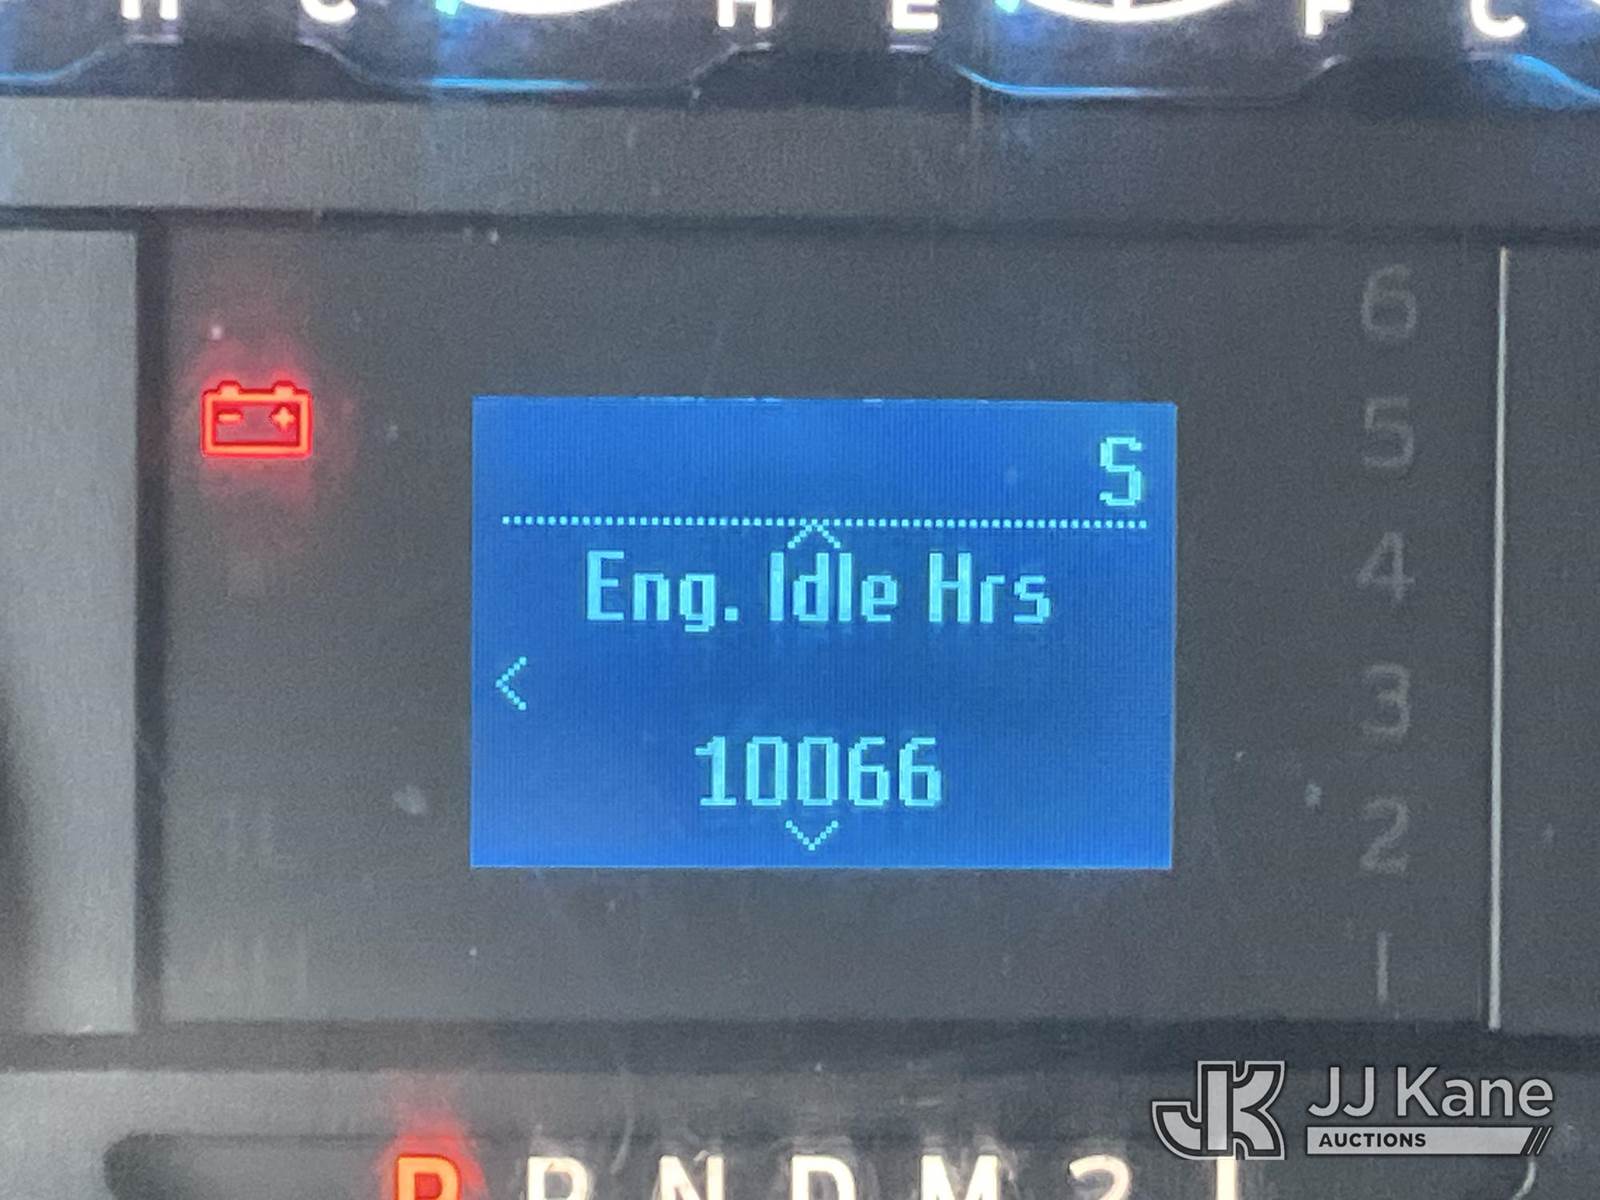 H C H E F C
6
5
S
4
Eng. Idle Hrs
3
10066
2
1
JJ Kane
AUCTIONS
P R N D M 2 1